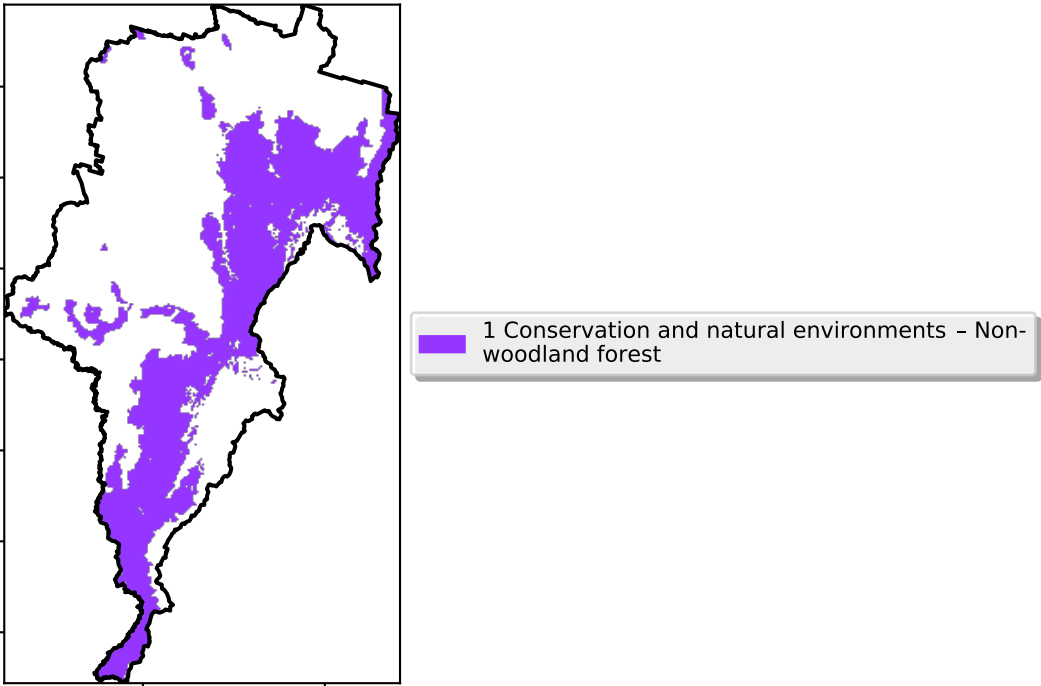 1 Conservation and natural environments – Non-
woodland forest